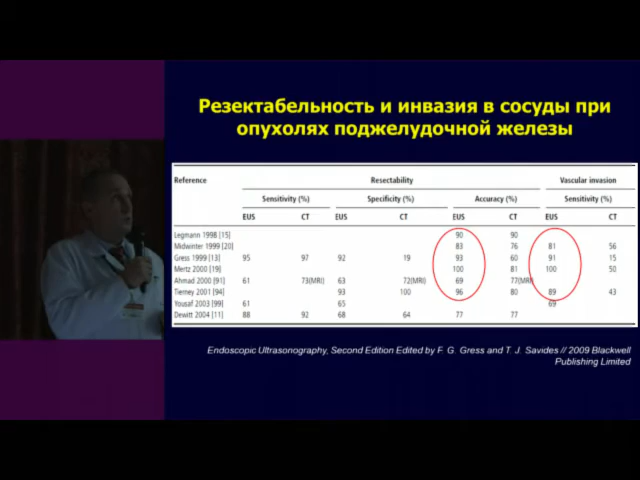 Резектабельность и инвазия в сосуды при
опухолях поджелудочной железы
Reference Resectability Vascular invasion
Sensitivity (%) Specificity (%) Accuracy (%) Sensitivity (%)
EUS CT EUS CT EUS CT EUS CT
Legmann 1998 [15] 90 90
Midwinter 1999 [20] 83 76 81 56
Gress 1999 [13] 95 97 92 19 93 60 91 15
Mertz 2000 [19] 100 81 100 50
Ahmad 2000 [91] 61 73(MRI) 63 72(MRI) 69 77(MRI)
Tierney 2001 [94] 93 100 96 80 89 43
Yousaf 2003 [99] 61 65 69
Dewitt 2004 [11] 88 92 68 64 77 77
Endoscopic Ultrasonography, Second Edition Edited by F. G. Gress and T. J. Savides // 2009 Blackwell
Publishing Limited